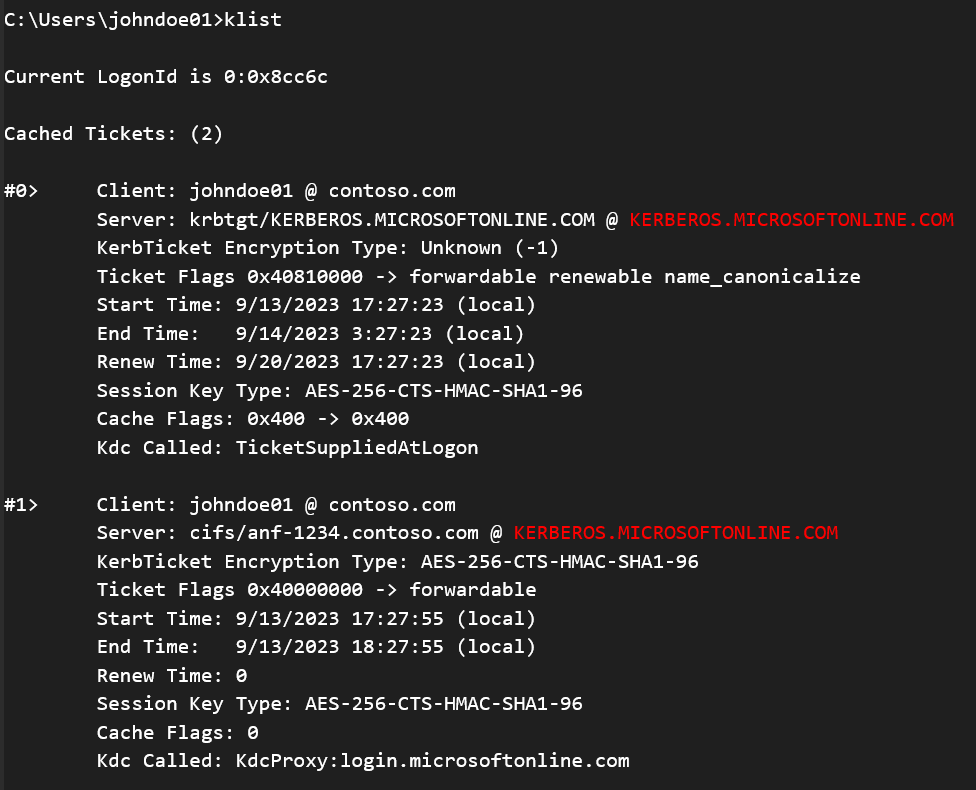 C:\Users\johndoe01>klist
Current LogonId is 0:0x8cc6c
Cached Tickets: (2)
#0> Client: johndoe01 @ contoso.com
Server: krbtgt/KERBEROS.MICROSOFTONLINE.COM @ KERBEROS.MICROSOFTONLINE.COM
KerbTicket Encryption Type: Unknown (-1)
Ticket Flags 0x40810000 -> forwardable renewable name_canonicalize
Start Time: 9/13/2023 17:27:23 (local)
End Time: 9/14/2023 3:27:23 (local)
Renew Time: 9/20/2023 17:27:23 (local)
Session Key Type: AES-256-CTS-HMAC-SHA1-96
Cache Flags: 0x400 -> 0x400
Kdc Called: TicketSuppliedAtLogon
#1> Client: johndoe01 @ contoso.com
Server: cifs/anf-1234.contoso.com @ KERBEROS.MICROSOFTONLINE.COM
KerbTicket Encryption Type: AES-256-CTS-HMAC-SHA1-96
Ticket Flags 0x40000000 -> forwardable
Start Time: 9/13/2023 17:27:55 (local)
End Time: 9/13/2023 18:27:55 (local)
Renew Time: 0
Session Key Type: AES-256-CTS-HMAC-SHA1-96
Cache Flags: 0
Kdc Called: KdcProxy:login.microsoftonline.com